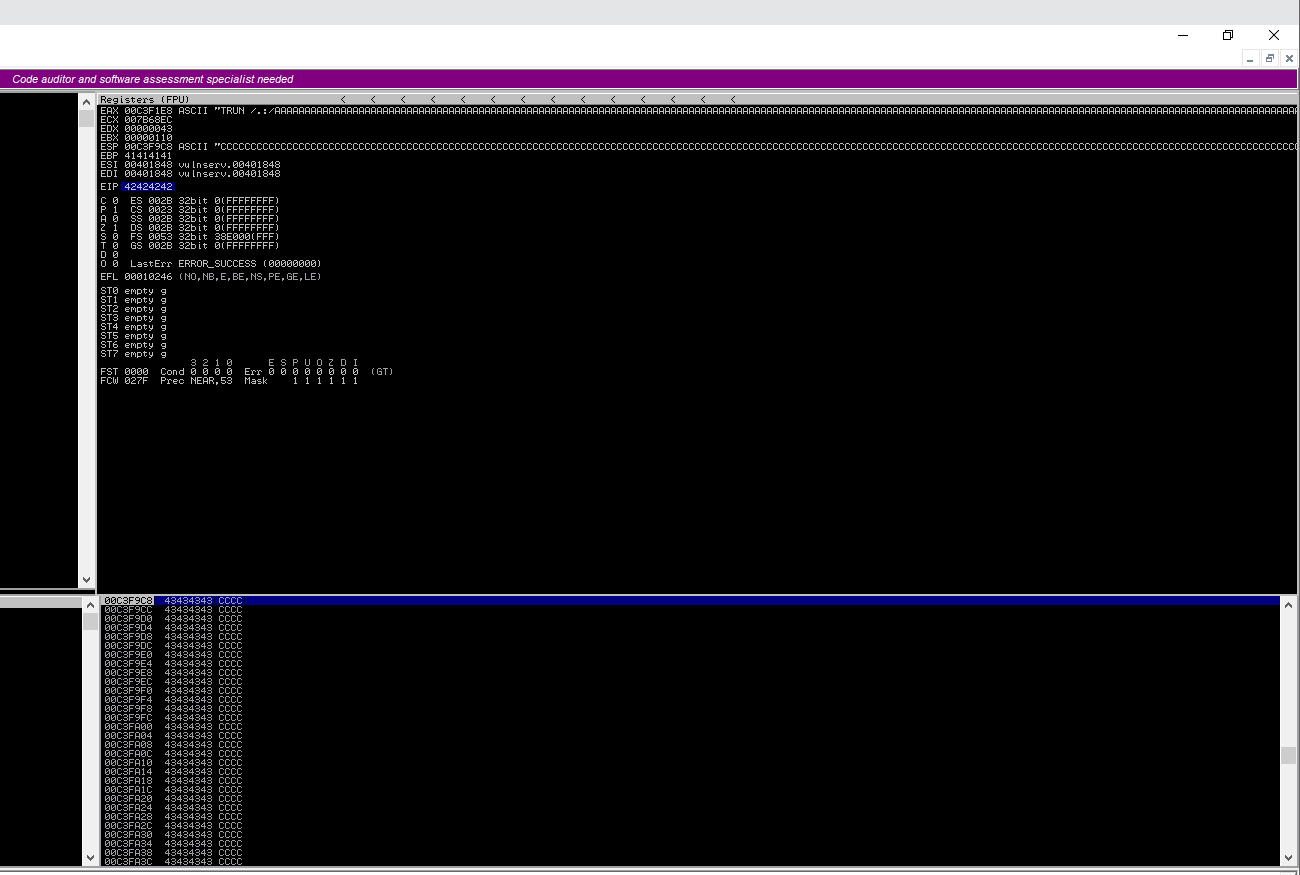 Code auditor and software assessment specialist needed
Registers (FPU) < < < < < < < < < < < < < <
ECX 007B68EC
EDX 00000043
EBX 00000110
EBP 41414141
ESI 00401848 vulnserv.00401848
EDI 00401848 vulnserv.00401848
EIP 42424242
C 0 ES 002B 32bit 0(FFFFFFFF)
P 1 CS 0023 32bit 0(FFFFFFFF)
A 0 SS 002B 32bit 0(FFFFFFFF)
Z 1 DS 002B 32bit 0(FFFFFFFF)
S 0 FS 0053 32bit 38E000(FFF)
T 0 GS 002B 32bit 0(FFFFFFFF)
D 0
O 0 LastErr ERROR_SUCCESS (00000000)
EFL 00010246 (NO,NB,E,BE,NS,PE,GE,LE)
ST0 empty g
ST1 empty g
ST2 empty g
ST3 empty g
ST4 empty g
ST5 empty g
ST6 empty g
ST7 empty g
3 2 1 0 E S P U O Z D I
FST 0000 Cond 0 0 0 0 Err 0 0 0 0 0 0 0 0 (GT)
FCW 027F Prec NEAR,53 Mask 1 1 1 1 1 1
00C3F9C8 43434343 CCCC
00C3F9CC 43434343 CCCC
00C3F9D0 43434343 CCCC
00C3F9D4 43434343 CCCC
00C3F9D8 43434343 CCCC
00C3F9DC 43434343 CCCC
00C3F9E0 43434343 CCCC
00C3F9E4 43434343 CCCC
00C3F9E8 43434343 CCCC
00C3F9EC 43434343 CCCC
00C3F9F0 43434343 CCCC
00C3F9F4 43434343 CCCC
00C3F9F8 43434343 CCCC
00C3F9FC 43434343 CCCC
00C3FA00 43434343 CCCC
00C3FA04 43434343 CCCC
00C3FA08 43434343 CCCC
00C3FA0C 43434343 CCCC
00C3FA10 43434343 CCCC
00C3FA14 43434343 CCCC
00C3FA18 43434343 CCCC
00C3FA1C 43434343 CCCC
00C3FA20 43434343 CCCC
00C3FA24 43434343 CCCC
00C3FA28 43434343 CCCC
00C3FA2C 43434343 CCCC
00C3FA30 43434343 CCCC
00C3FA34 43434343 CCCC
00C3FA38 43434343 CCCC
00C3FA3C 43434343 CCCC